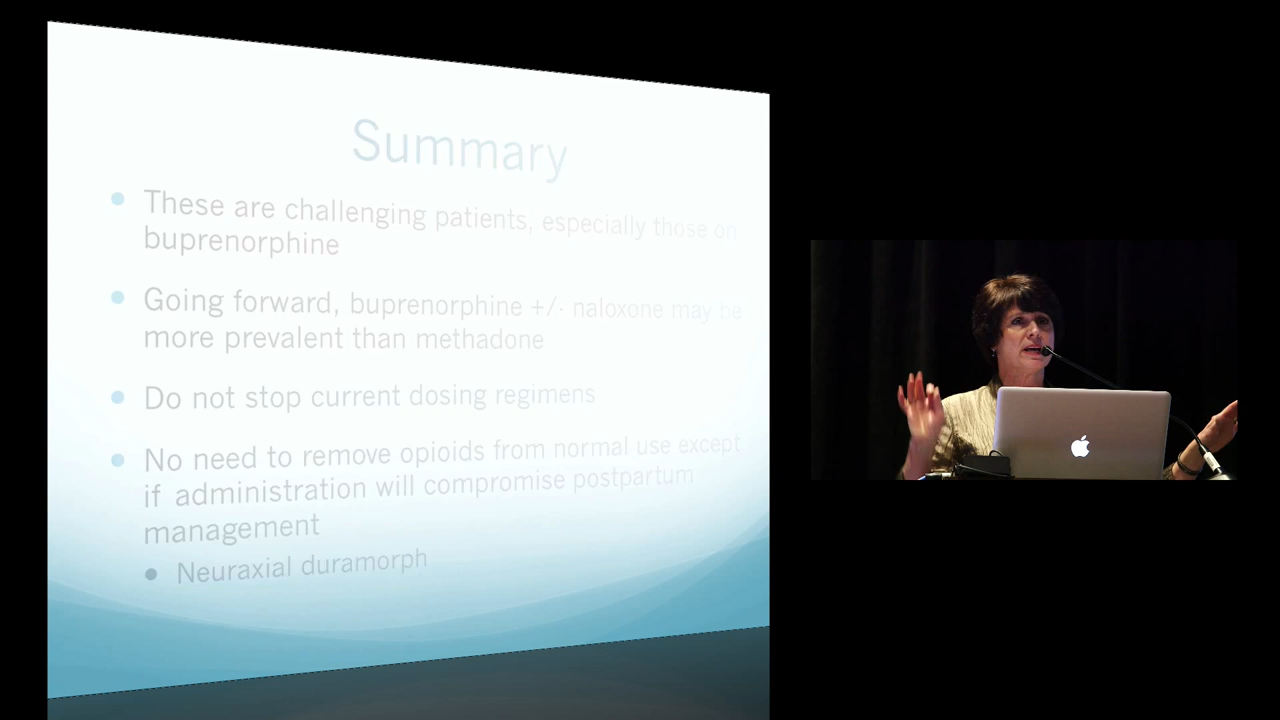 Summary
These are challenging patients, especially those on
buprenorphine
Going forward, buprenorphine +/- naloxone may be
more prevalent than methadone
Do not stop current dosing regimens
No need to remove opioids from normal use except
if administration will compromise postpartum
management
Neuraxial duramorph